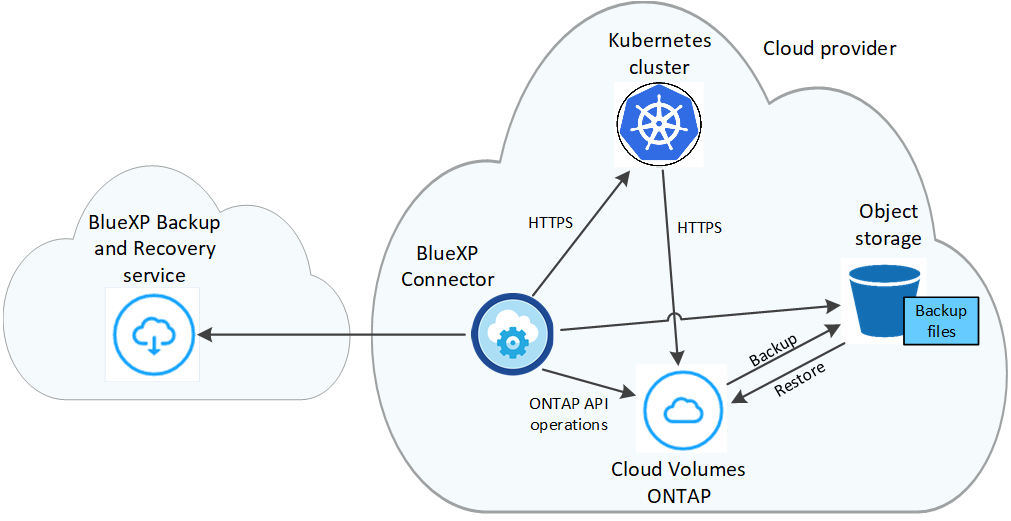 Kubernetes
cluster
Cloud provider
BlueXP Backup
and Recovery
service
HTTPS
HTTPS
BlueXP
Connector
Object
storage
Backup
files
Backup
Restore
ONTAP API
operations
Cloud Volumes
ONTAP